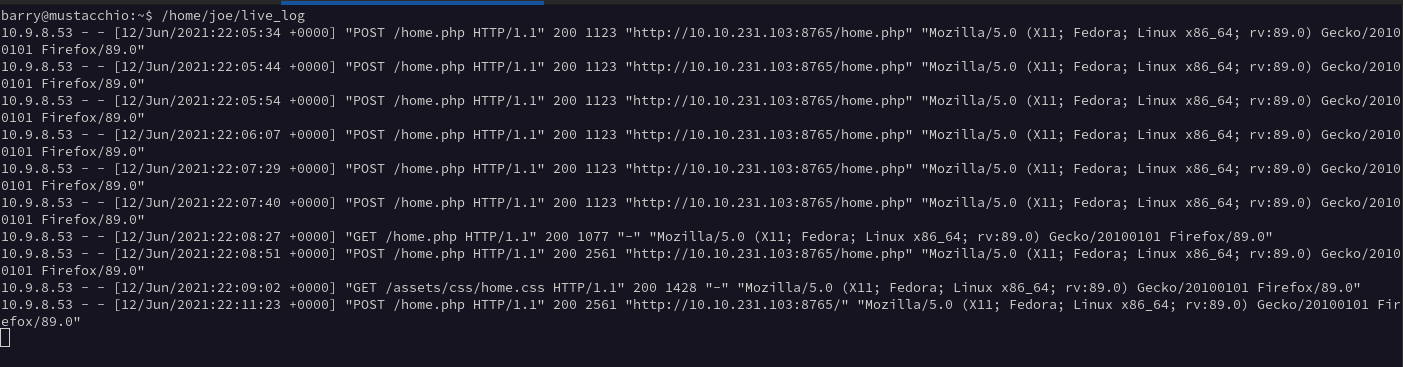 barry@mustacchio:~$ /home/joe/live_log
10.9.8.53 - - [12/Jun/2021:22:05:34 +0000] "POST /home.php HTTP/1.1" 200 1123 "http://10.10.231.103:8765/home.php" "Mozilla/5.0 (X11; Fedora; Linux x86_64; rv:89.0) Gecko/2010
0101 Firefox/89.0"
10.9.8.53 - - [12/Jun/2021:22:05:44 +0000] "POST /home.php HTTP/1.1" 200 1123 "http://10.10.231.103:8765/home.php" "Mozilla/5.0 (X11; Fedora; Linux x86_64; rv:89.0) Gecko/2010
0101 Firefox/89.0"
10.9.8.53 - - [12/Jun/2021:22:05:54 +0000] "POST /home.php HTTP/1.1" 200 1123 "http://10.10.231.103:8765/home.php" "Mozilla/5.0 (X11; Fedora; Linux x86_64; rv:89.0) Gecko/2010
0101 Firefox/89.0"
10.9.8.53 - - [12/Jun/2021:22:06:07 +0000] "POST /home.php HTTP/1.1" 200 1123 "http://10.10.231.103:8765/home.php" "Mozilla/5.0 (X11; Fedora; Linux x86_64; rv:89.0) Gecko/2010
0101 Firefox/89.0"
10.9.8.53 - - [12/Jun/2021:22:07:29 +0000] "POST /home.php HTTP/1.1" 200 1123 "http://10.10.231.103:8765/home.php" "Mozilla/5.0 (X11; Fedora; Linux x86_64; rv:89.0) Gecko/2010
0101 Firefox/89.0"
10.9.8.53 - - [12/Jun/2021:22:07:40 +0000] "POST /home.php HTTP/1.1" 200 1123 "http://10.10.231.103:8765/home.php" "Mozilla/5.0 (X11; Fedora; Linux x86_64; rv:89.0) Gecko/2010
0101 Firefox/89.0"
10.9.8.53 - - [12/Jun/2021:22:08:27 +0000] "GET /home.php HTTP/1.1" 200 1077 "-" "Mozilla/5.0 (X11; Fedora; Linux x86_64; rv:89.0) Gecko/20100101 Firefox/89.0"
10.9.8.53 - - [12/Jun/2021:22:08:51 +0000] "POST /home.php HTTP/1.1" 200 2561 "http://10.10.231.103:8765/home.php" "Mozilla/5.0 (X11; Fedora; Linux x86_64; rv:89.0) Gecko/2010
0101 Firefox/89.0"
10.9.8.53 - - [12/Jun/2021:22:09:02 +0000] "GET /assets/css/home.css HTTP/1.1" 200 1428 "-" "Mozilla/5.0 (X11; Fedora; Linux x86_64; rv:89.0) Gecko/20100101 Firefox/89.0"
10.9.8.53 - - [12/Jun/2021:22:11:23 +0000] "POST /home.php HTTP/1.1" 200 2561 "http://10.10.231.103:8765/" "Mozilla/5.0 (X11; Fedora; Linux x86_64; rv:89.0) Gecko/20100101 Fir
efox/89.0"